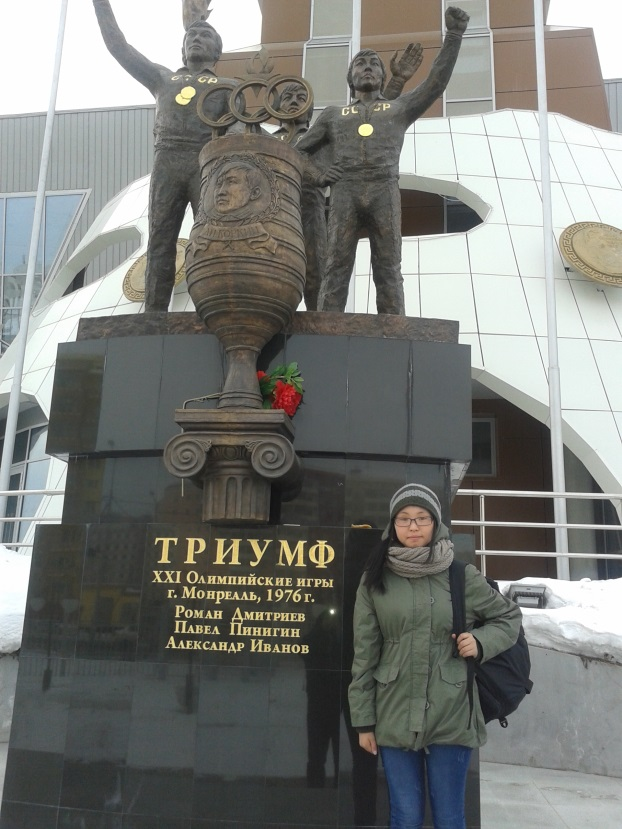 СССР
СССР
ТРИУМФ
XXI Олимпийские игры
г. Монреаль, 1976 г.
Роман Дмитриев
Павел Пинигин
Александр Иванов